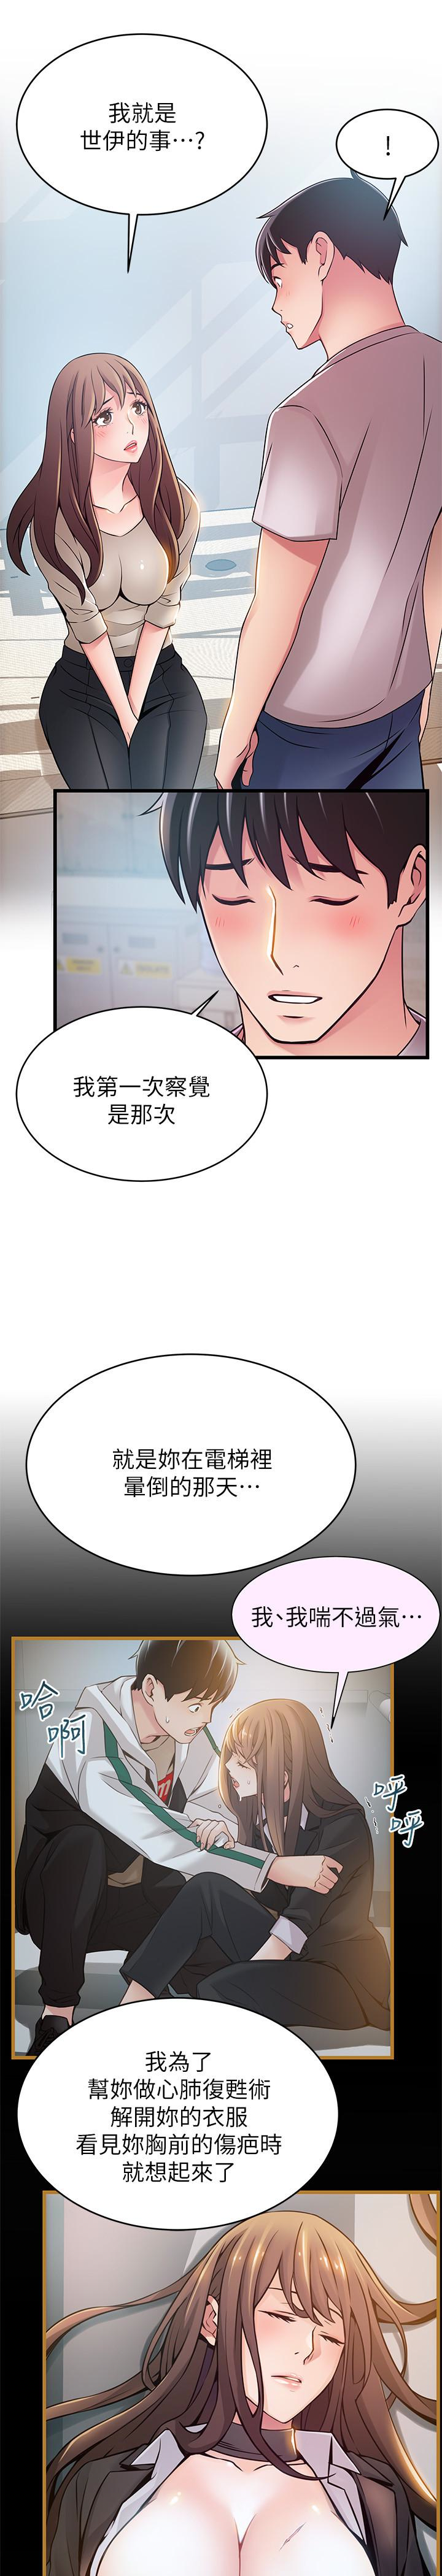 我就是
世伊的事…?
!
我第一次察覺
是那次
就是妳在電梯裡
暈倒的那天…
我、我喘不過氣…
哈
啊
呼
呼
我為了
幫妳做心肺復甦術
解開妳的衣服
看見妳胸前的傷疤時
就想起來了